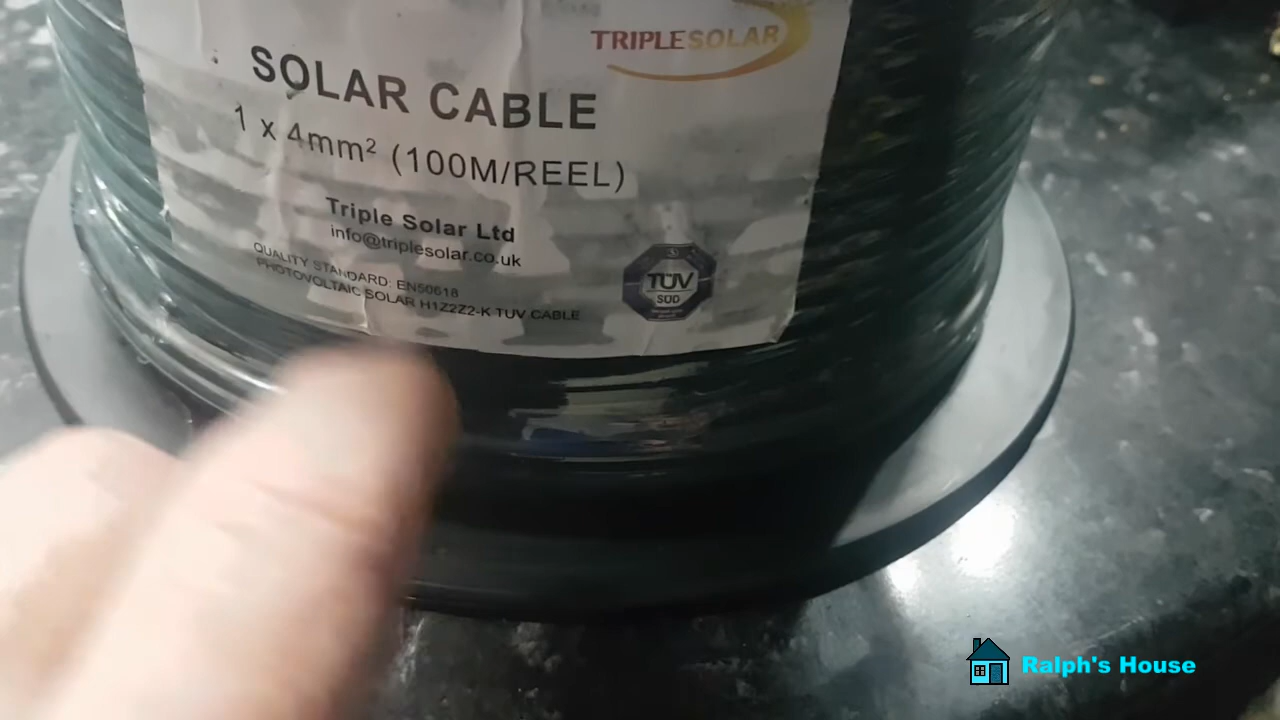 TRIPLESOLAR
SOLAR CABLE
1 x 4mm² (100M/REEL)
Triple Solar Ltd
info@triplesolar.co.uk
QUALITY STANDARD: EN50618
PHOTOVOLTAIC SOLAR H1Z2Z2-K TUV CABLE
TÜV
SÜD
Ralph's House